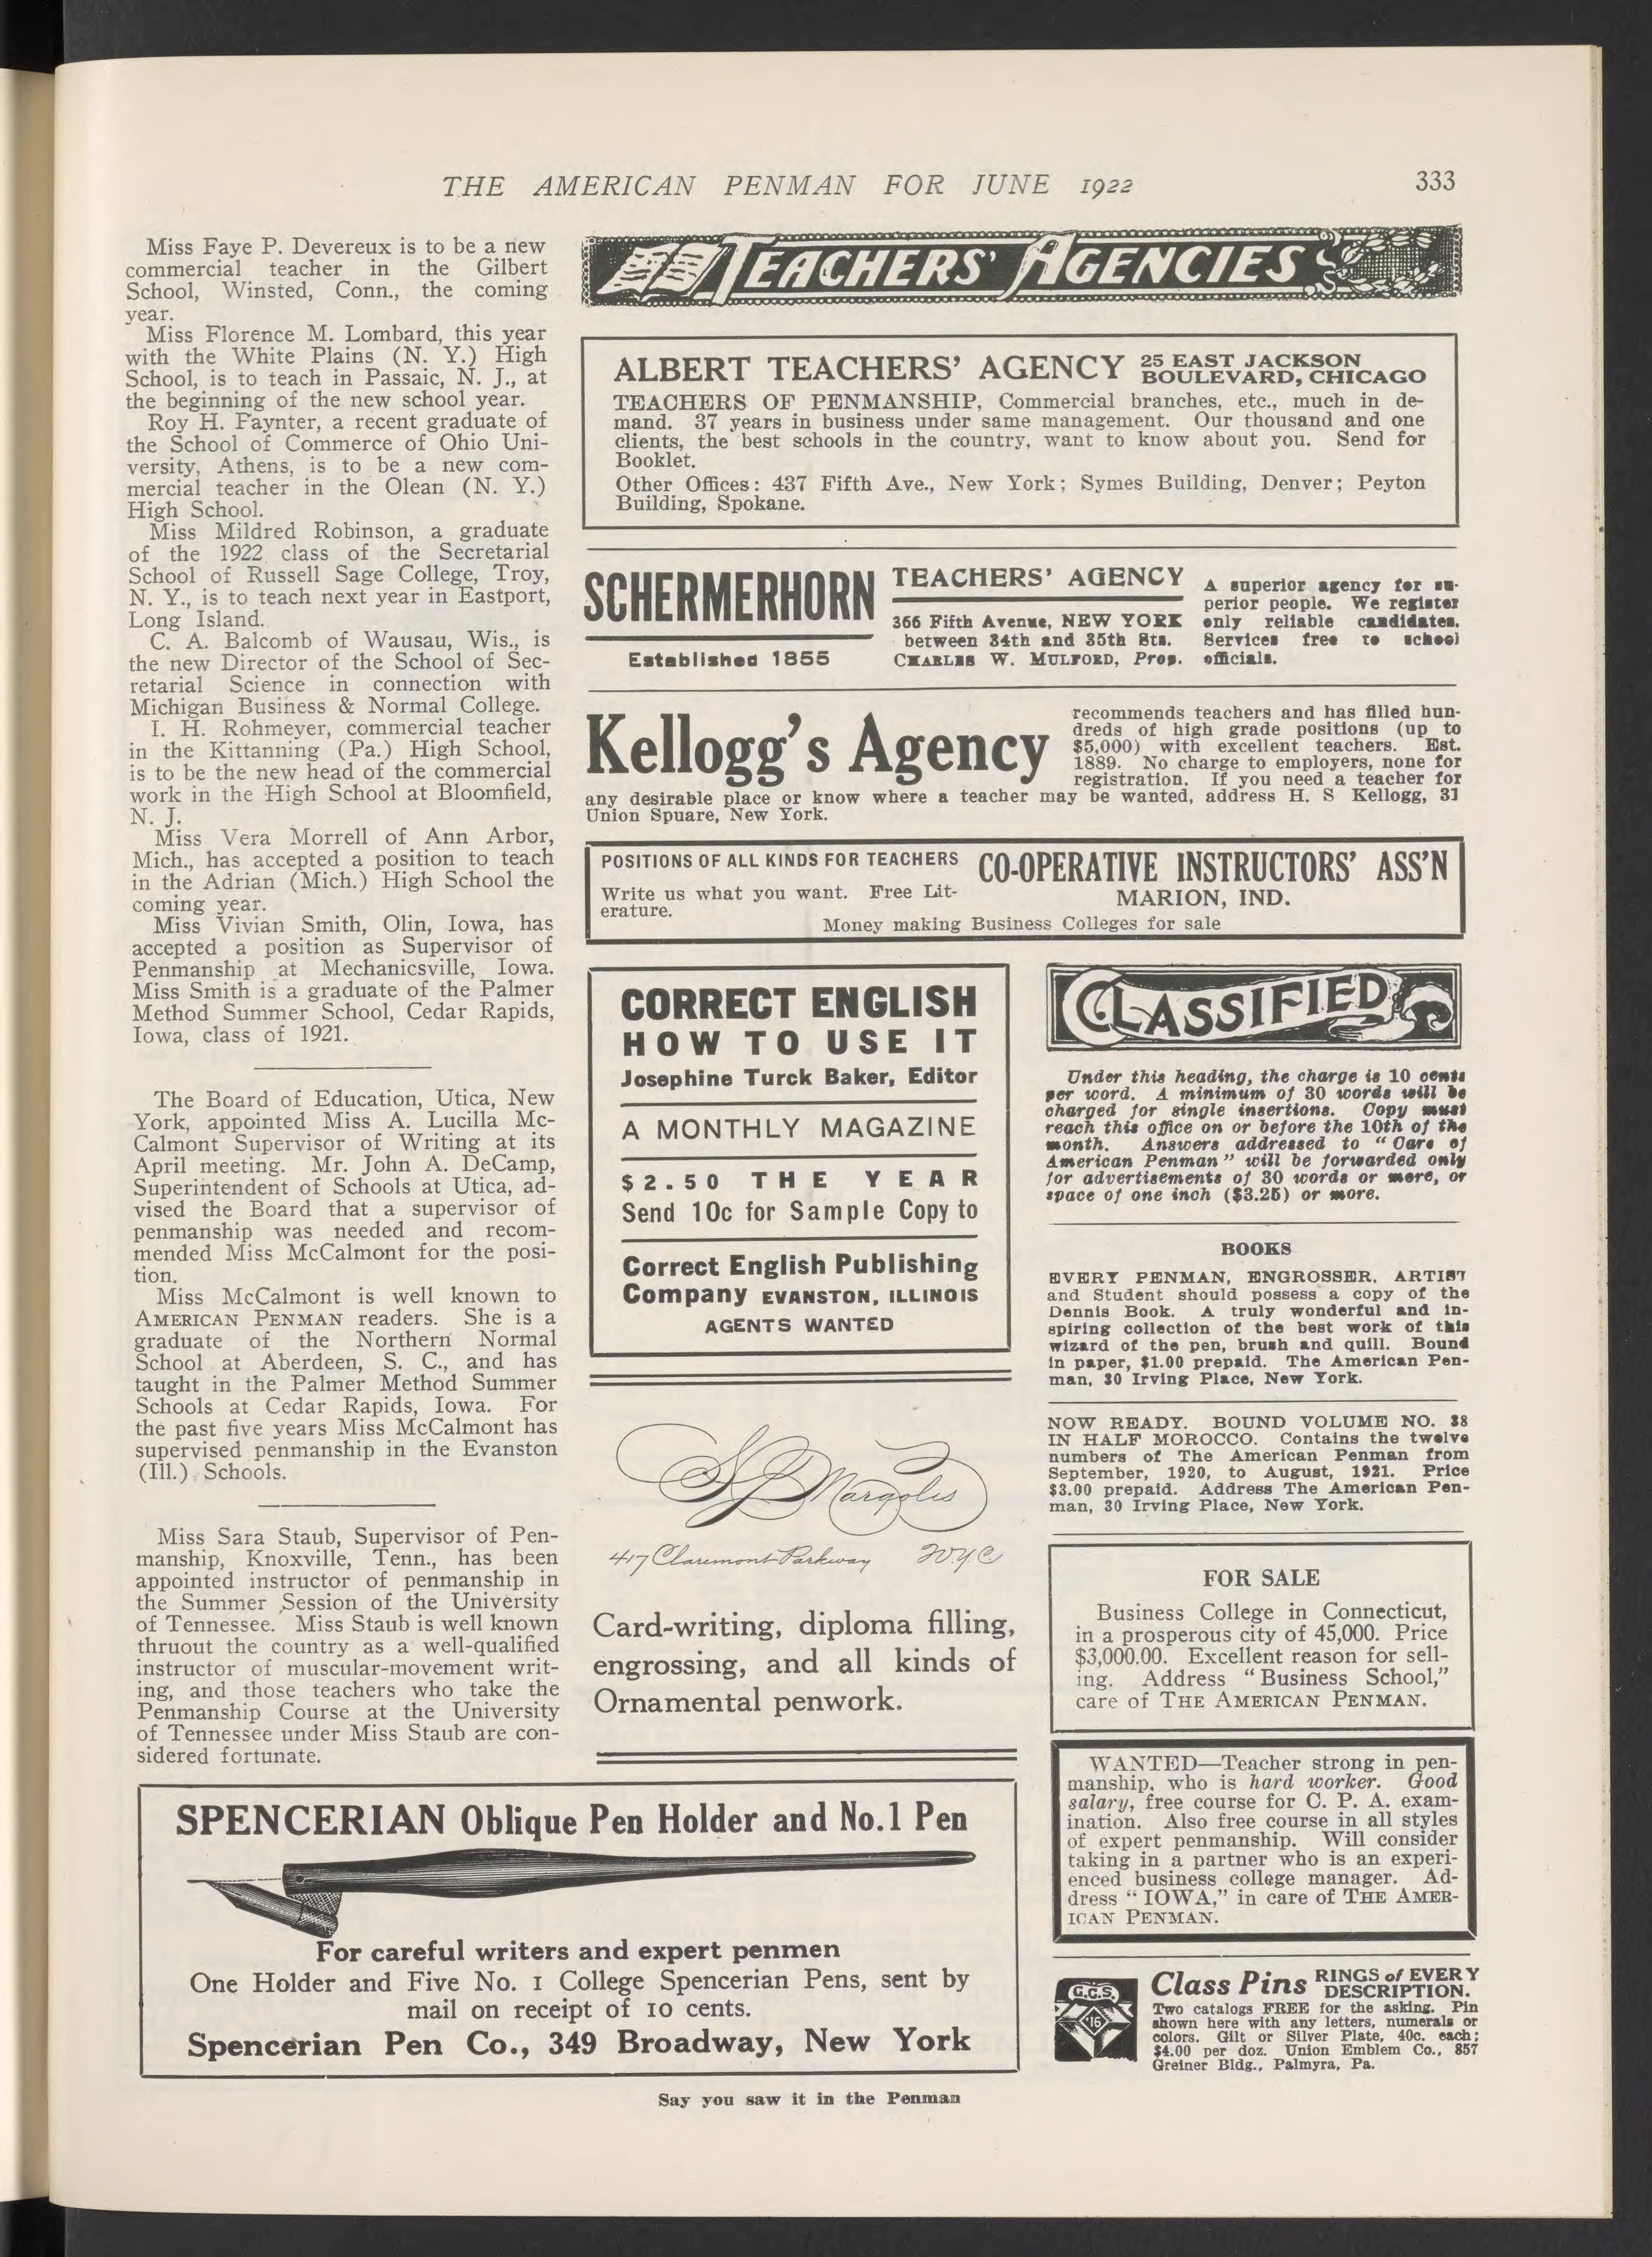 THE AMERICAN PENMAN FOR JUNE 1922
333
Miss Faye P. Devereux is to be a new
commercial teacher in the Gilbert
School, Winsted, Conn., the coming
year.
Miss Florence M. Lombard, this year
with the White Plains (N. Y.) High
School, is to teach in Passaic, N. J., at
the beginning of the new school year.
Roy H. Faynter, a recent graduate of
the School of Commerce of Ohio Uni-
versity, Athens, is to be a new com-
mercial teacher in the Olean (N. Y.)
High School.
Miss Mildred Robinson, a graduate
of the 1922 class of the Secretarial
School of Russell Sage College, Troy,
N. Y., is to teach next year in Eastport,
Long Island.
C. A. Balcomb of Wausau, Wis., is
the new Director of the School of Sec-
retarial Science in connection with
Michigan Business & Normal College.
I. H. Rohmeyer, commercial teacher
in the Kittanning (Pa.) High School,
is to be the new head of the commercial
work in the High School at Bloomfield,
N. J.
Miss Vera Morrell of Ann Arbor,
Mich., has accepted a position to teach
in the Adrian (Mich.) High School the
coming year.
Miss Vivian Smith, Olin, Iowa, has
accepted a position as Supervisor of
Penmanship at Mechanicsville, Iowa.
Miss Smith is a graduate of the Palmer
Method Summer School, Cedar Rapids,
Iowa, class of 1921.
The Board of Education, Utica, New
York, appointed Miss A. Lucilla Mc-
Calmont Supervisor of Writing at its
April meeting. Mr. John A. DeCamp,
Superintendent of Schools at Utica, ad-
vised the Board that a supervisor of
penmanship was needed and recom-
mended Miss McCalmont for the posi-
tion.
Miss McCalmont is well known to
AMERICAN PENMAN readers. She is a
graduate of the Northern Normal
School at Aberdeen, S. C., and has
taught in the Palmer Method Summer
Schools at Cedar Rapids, Iowa. For
the past five years Miss McCalmont has
supervised penmanship in the Evanston
(Ill.) Schools.
Miss Sara Staub, Supervisor of Pen-
manship, Knoxville, Tenn., has been
appointed instructor of penmanship in
the Summer Session of the University
of Tennessee. Miss Staub is well known
thruout the country as a well-qualified
instructor of muscular-movement writ-
ing, and those teachers who take the
Penmanship Course at the University
of Tennessee under Miss Staub are con-
sidered fortunate.
TEACHERS' AGENCIES
ALBERT TEACHERS' AGENCY 25 EAST JACKSON
BOULEVARD, CHICAGO
TEACHERS OF PENMANSHIP, Commercial branches, etc., much in de-
mand. 37 years in business under same management. Our thousand and one
clients, the best schools in the country, want to know about you. Send for
Booklet.
Other Offices: 437 Fifth Ave., New York; Symes Building, Denver; Peyton
Building, Spokane.
SCHERMERHORN
Established 1855
TEACHERS' AGENCY
366 Fifth Avenue, NEW YORK
between 34th and 35th Sts.
CHARLES W. MULFORD, Prop.
A superior agency for su-
perior people. We register
only reliable candidates.
Services free to school
officials.
Kellogg's Agency
recommends teachers and has filled hun-
dreds of high grade positions (up to
$5,000) with excellent teachers. Est.
1889. No charge to employers, none for
registration. If you need a teacher for
any desirable place or know where a teacher may be wanted, address H. S Kellogg, 31
Union Spuare, New York.
POSITIONS OF ALL KINDS FOR TEACHERS
Write us what you want. Free Lit-
erature.
CO-OPERATIVE INSTRUCTORS' ASS'N
MARION, IND.
Money making Business Colleges for sale
CORRECT ENGLISH
HOW TO USE IT
Josephine Turck Baker, Editor
A MONTHLY MAGAZINE
$2.50 THE YEAR
Send 10c for Sample Copy to
Correct English Publishing
Company EVANSTON, ILLINOIS
AGENTS WANTED
S B Margolis
417 Claremont Parkway N.Y.C
Card-writing, diploma filling,
engrossing, and all kinds of
Ornamental penwork.
CLASSIFIED
Under this heading, the charge is 10 cents
per word. A minimum of 30 words will be
charged for single insertions. Copy must
reach this office on or before the 10th of the
month. Answers addressed to "Care of
American Penman" will be forwarded only
for advertisements of 30 words or more, or
space of one inch ($3.25) or more.
BOOKS
EVERY PENMAN, ENGROSSER, ARTIST
and Student should possess a copy of the
Dennis Book. A truly wonderful and in-
spiring collection of the best work of this
wizard of the pen, brush and quill. Bound
in paper, $1.00 prepaid. The American Pen-
man, 30 Irving Place, New York.
NOW READY. BOUND VOLUME NO. 38
IN HALF MOROCCO. Contains the twelve
numbers of The American Penman from
September, 1920, to August, 1921. Price
$3.00 prepaid. Address The American Pen-
man, 30 Irving Place, New York.
FOR SALE
Business College in Connecticut,
in a prosperous city of 45,000. Price
$3,000.00. Excellent reason for sell-
ing. Address "Business School,"
care of THE AMERICAN PENMAN.
WANTED—Teacher strong in pen-
manship, who is hard worker. Good
salary, free course for C. P. A. exam-
ination. Also free course in all styles
of expert penmanship. Will consider
taking in a partner who is an experi-
enced business college manager. Ad-
dress "IOWA," in care of THE AMER-
ICAN PENMAN.
G.C.S.
'16
Class Pins RINGS of EVERY
DESCRIPTION.
Two catalogs FREE for the asking. Pin
shown here with any letters, numerals or
colors. Gilt or Silver Plate, 40c. each;
$4.00 per doz. Union Emblem Co., 857
Greiner Bldg., Palmyra, Pa.
SPENCERIAN Oblique Pen Holder and No. 1 Pen
For careful writers and expert penmen
One Holder and Five No. 1 College Spencerian Pens, sent by
mail on receipt of 10 cents.
Spencerian Pen Co., 349 Broadway, New York
Say you saw it in the Penman